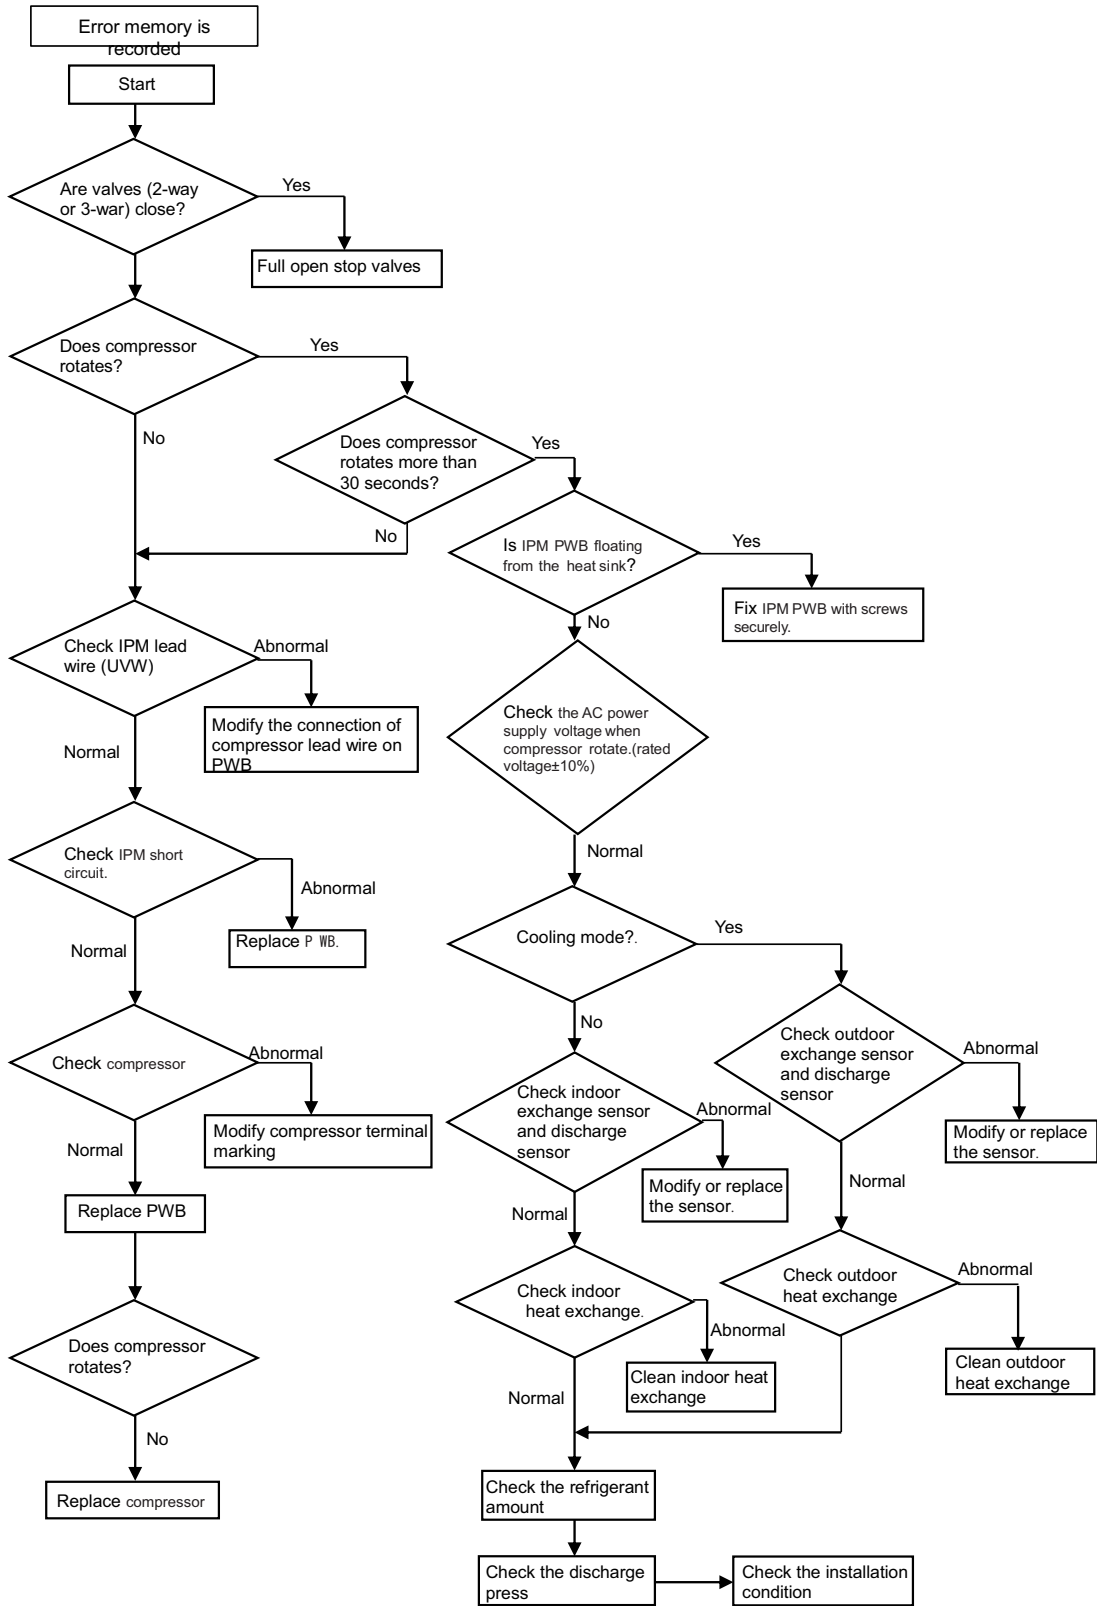 Error memory is
recorded
Start
Are valves (2-way
or 3-war) close?
Yes
Full open stop valves
Does compressor
rotates?
Yes
No
Does compressor
rotates more than
30 seconds?
Yes
No
Is IPM PWB floating
from the heat sink?
Yes
Fix IPM PWB with screws
securely.
No
Check IPM lead
wire (UVW)
Abnormal
Modify the connection of
compressor lead wire on
PWB
Normal
Check the AC power
supply voltage when
compressor rotate.(rated
voltage±10%)
Normal
Check IPM short
circuit.
Abnormal
Replace P WB.
Normal
Cooling mode?.
Yes
No
Check compressor
Abnormal
Modify compressor terminal
marking
Normal
Replace PWB
Does compressor
rotates?
No
Replace compressor
Check indoor
exchange sensor
and discharge
sensor
Abnormal
Modify or replace
the sensor.
Normal
Check indoor
heat exchange.
Abnormal
Clean indoor heat
exchange
Normal
Check outdoor
exchange sensor
and discharge
sensor
Abnormal
Modify or replace
the sensor.
Normal
Check outdoor
heat exchange
Abnormal
Clean outdoor
heat exchange
Check the refrigerant
amount
Check the discharge
press
Check the installation
condition